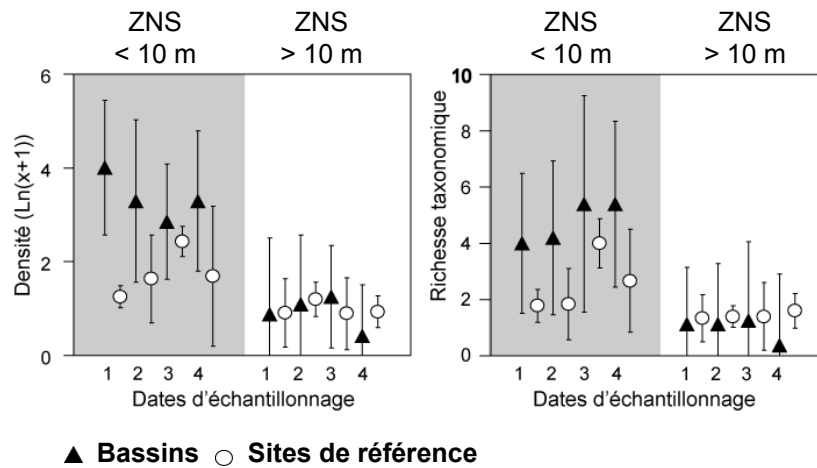 ZNS ZNS ZNS ZNS
< 10 m > 10 m < 10 m > 10 m
Densité (Ln(x+1))
6
4
2
0
1 2 3 4 1 2 3 4
Dates d'échantillonnage
Richesse taxonomique
10
8
6
4
2
0
1 2 3 4 1 2 3 4
Dates d'échantillonnage
Bassins Sites de référence